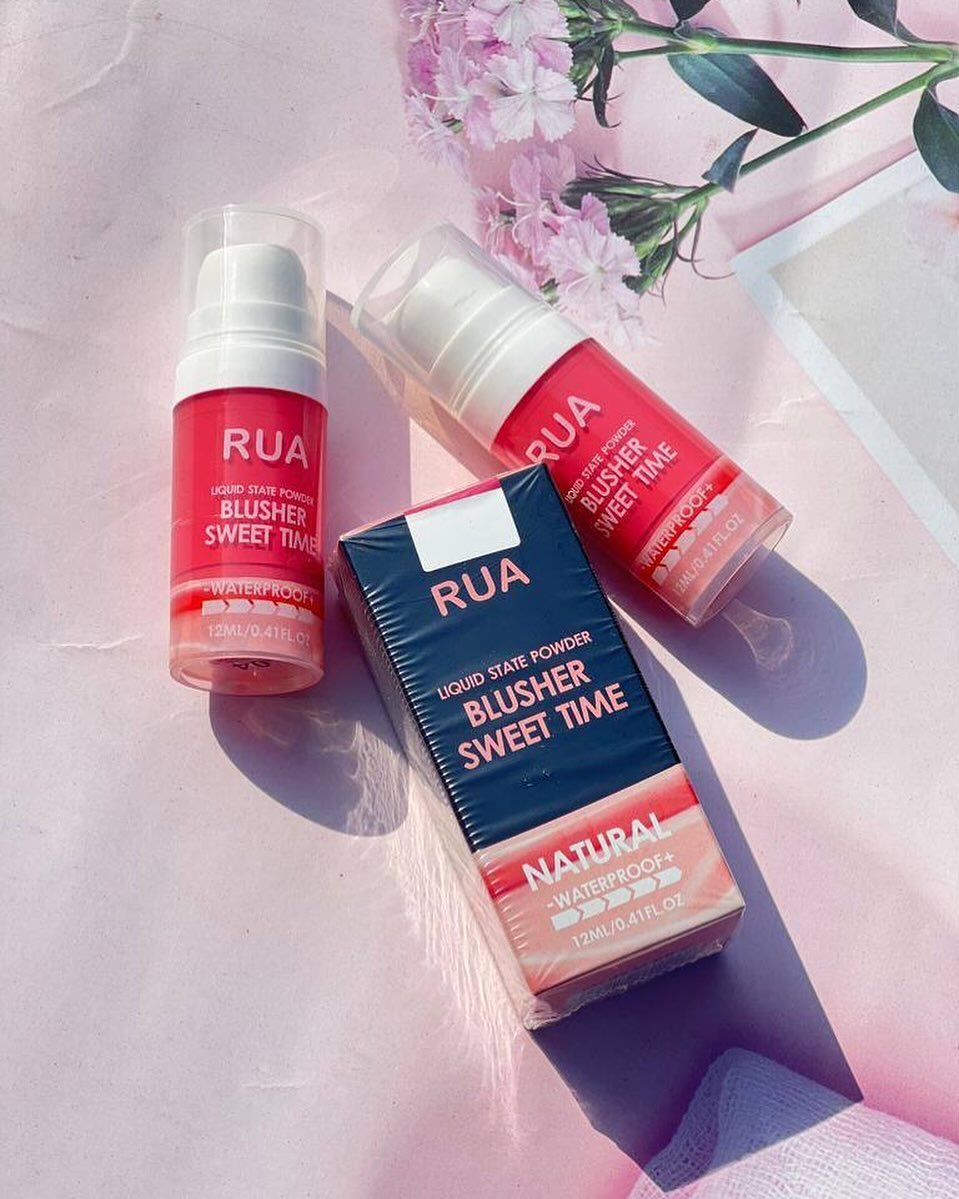 RUA
LIQUID STATE POWDER
BLUSHER
SWEET TIME
-WATERPROOF+
12ML/0.41FL.OZ
04
RUA
LIQUID STATE POWDER
BLUSHER
SWEET TIME
-WATERPROOF+
12ML/0.41FL.OZ
RUA
LIQUID STATE POWDER
BLUSHER
SWEET TIME
NATURAL
-WATERPROOF+
12ML/0.41FL.OZ